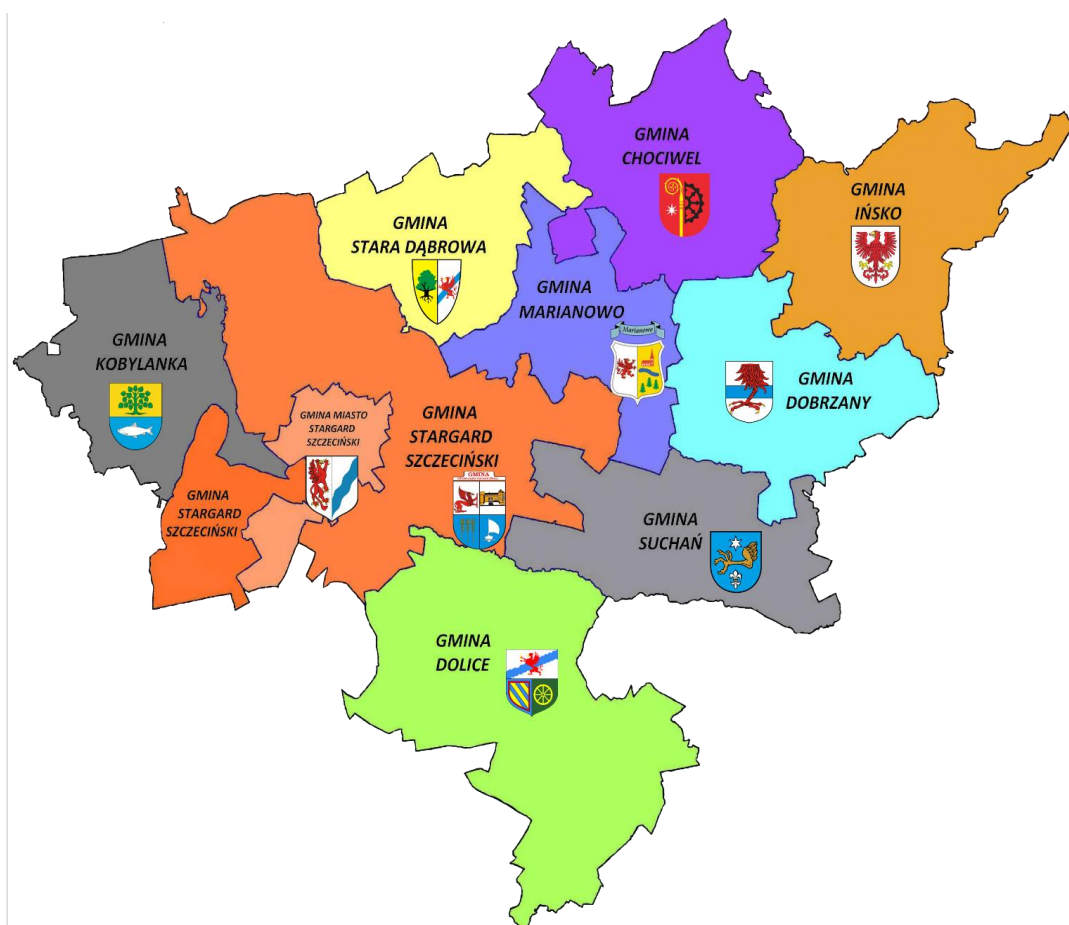 GMINA
CHOCIWEL
GMINA
IŃSKO
GMINA
STARA DĄBROWA
GMINA
MARIANOWO
Marianowo
GMINA
KOBYLANKA
GMINA
DOBRZANY
GMINA MIASTO
STARGARD
SZCZECIŃSKI
GMINA
STARGARD
SZCZECIŃSKI
GMINA
GMINA
STARGARD
SZCZECIŃSKI
GMINA
SUCHAŃ
GMINA
DOLICE